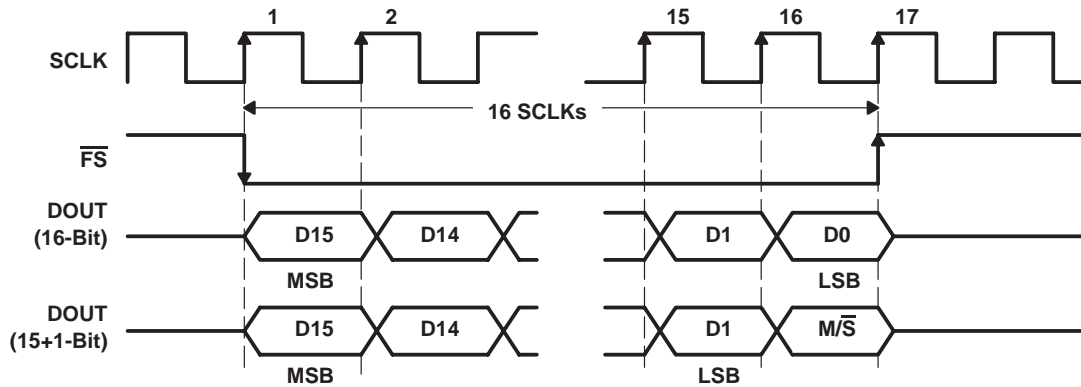 1 2 15 16 17
SCLK
16 SCLKs
F̅S̅
DOUT
(16-Bit)
D15 D14 D1 D0
MSB LSB
DOUT
(15+1-Bit)
D15 D14 D1 M/S̅
MSB LSB